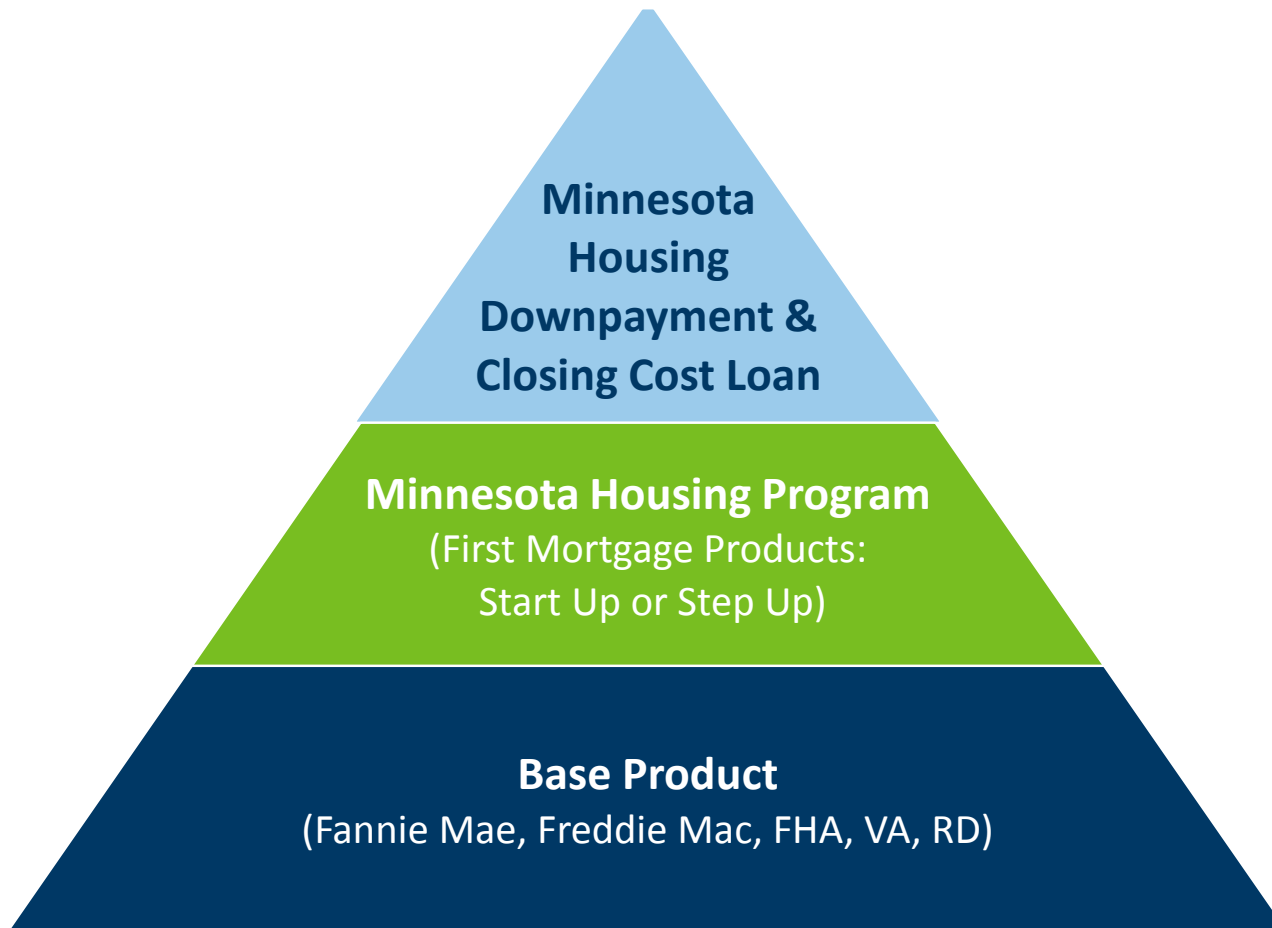 Minnesota
Housing
Downpayment &
Closing Cost Loan
Minnesota Housing Program
(First Mortgage Products:
Start Up or Step Up)
Base Product
(Fannie Mae, Freddie Mac, FHA, VA, RD)